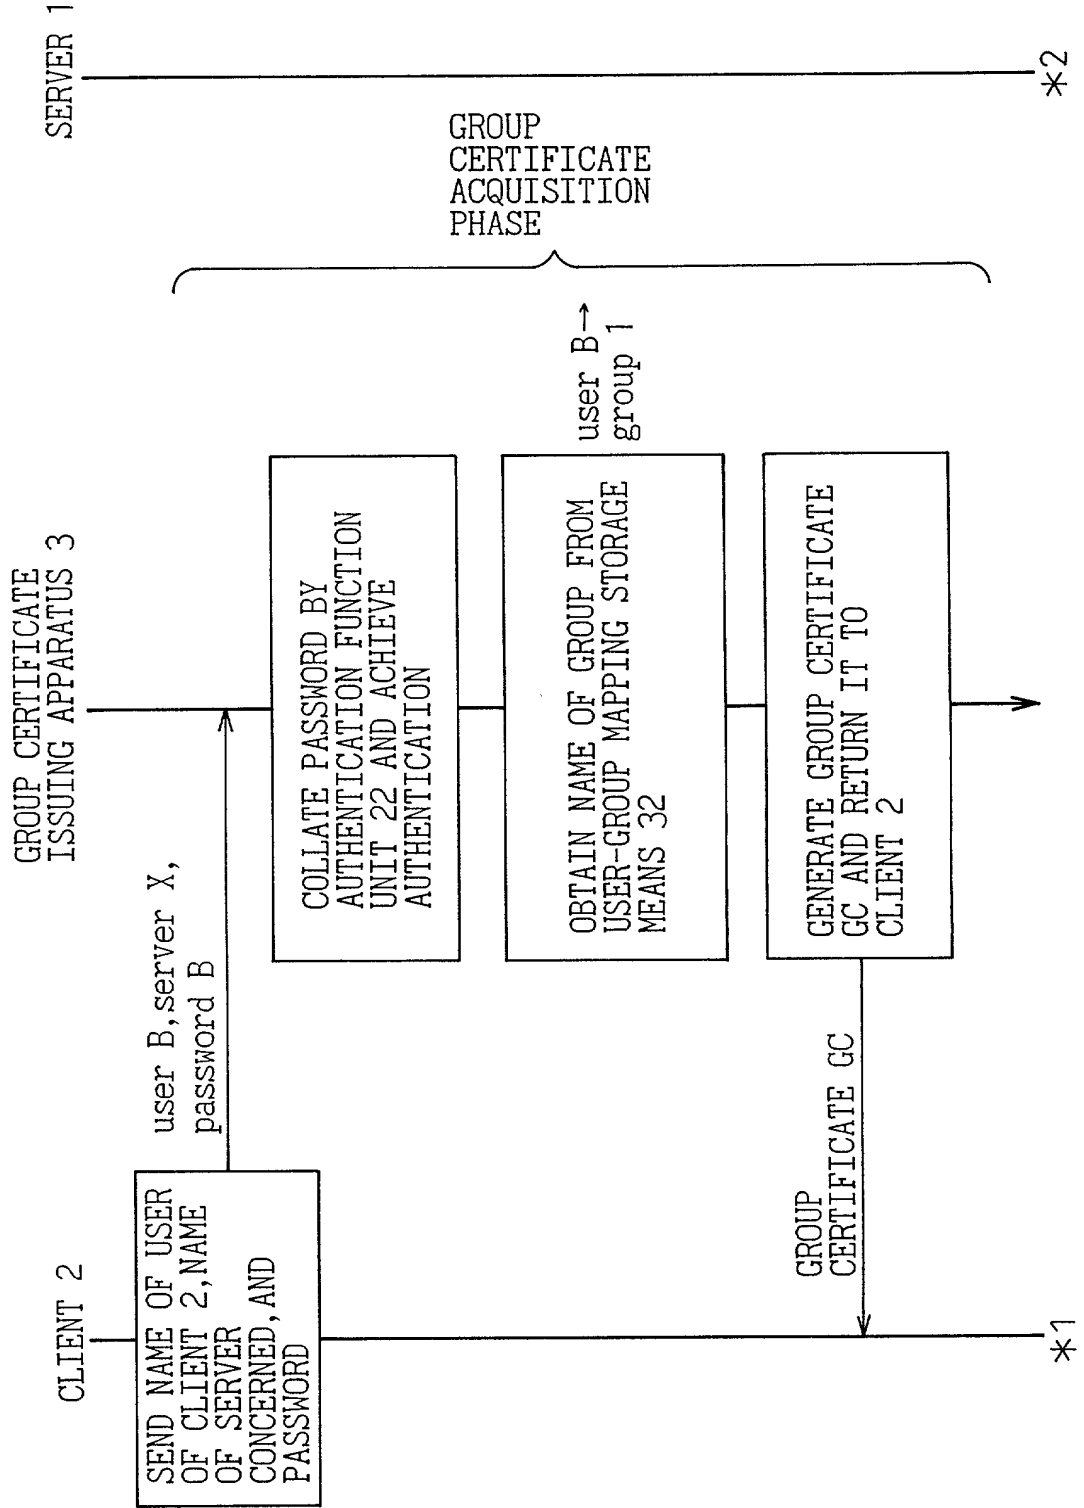 CLIENT 2
GROUP CERTIFICATE
ISSUING APPARATUS 3
SERVER 1
SEND NAME OF USER
OF CLIENT 2,NAME
OF SERVER
CONCERNED,AND
PASSWORD
user B,server X,
password B
COLLATE PASSWORD BY
AUTHENTICATION FUNCTION
UNIT 22 AND ACHIEVE
AUTHENTICATION
GROUP
CERTIFICATE
ACQUISITION
PHASE
OBTAIN NAME OF GROUP FROM
USER-GROUP MAPPING STORAGE
MEANS 32
user B→
group 1
GENERATE GROUP CERTIFICATE
GC AND RETURN IT TO
CLIENT 2
GROUP
CERTIFICATE GC
*1
*2